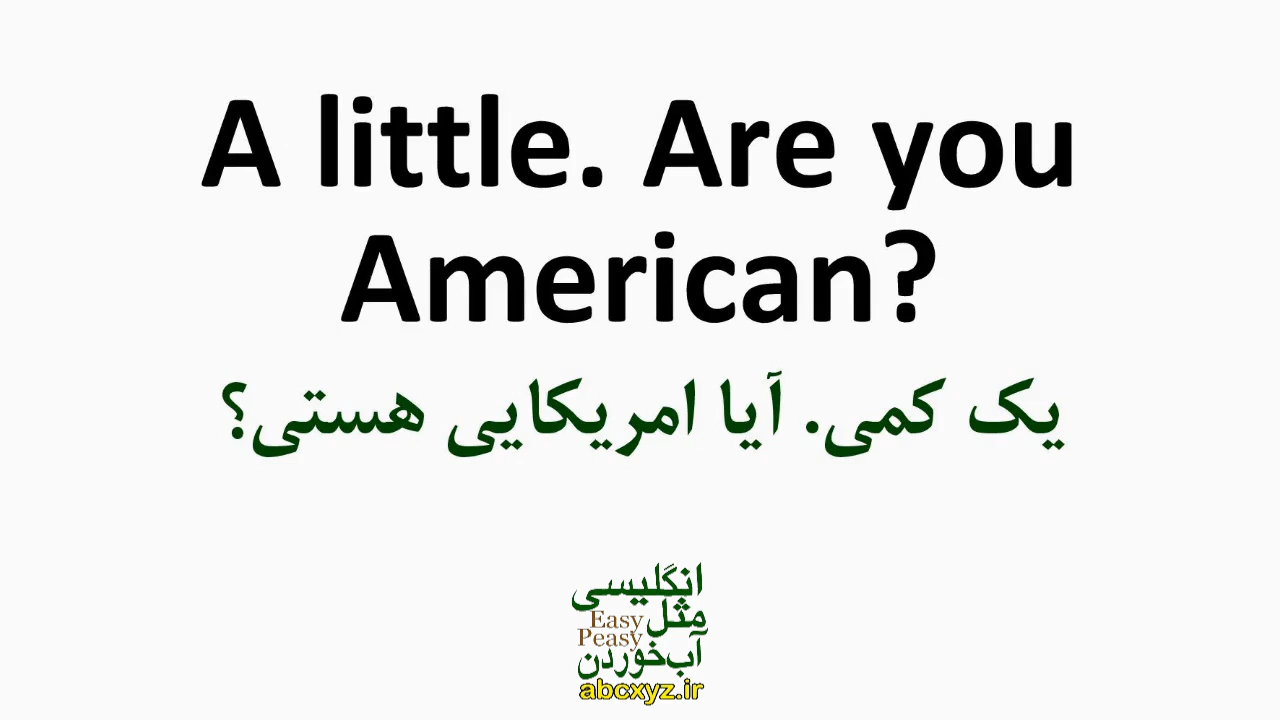 A little. Are you
American?
یک کمی. آیا امریکایی هستی؟
انگلیسی
مثل Easy
Peasy
آب‌خوردن
abcxyz.ir